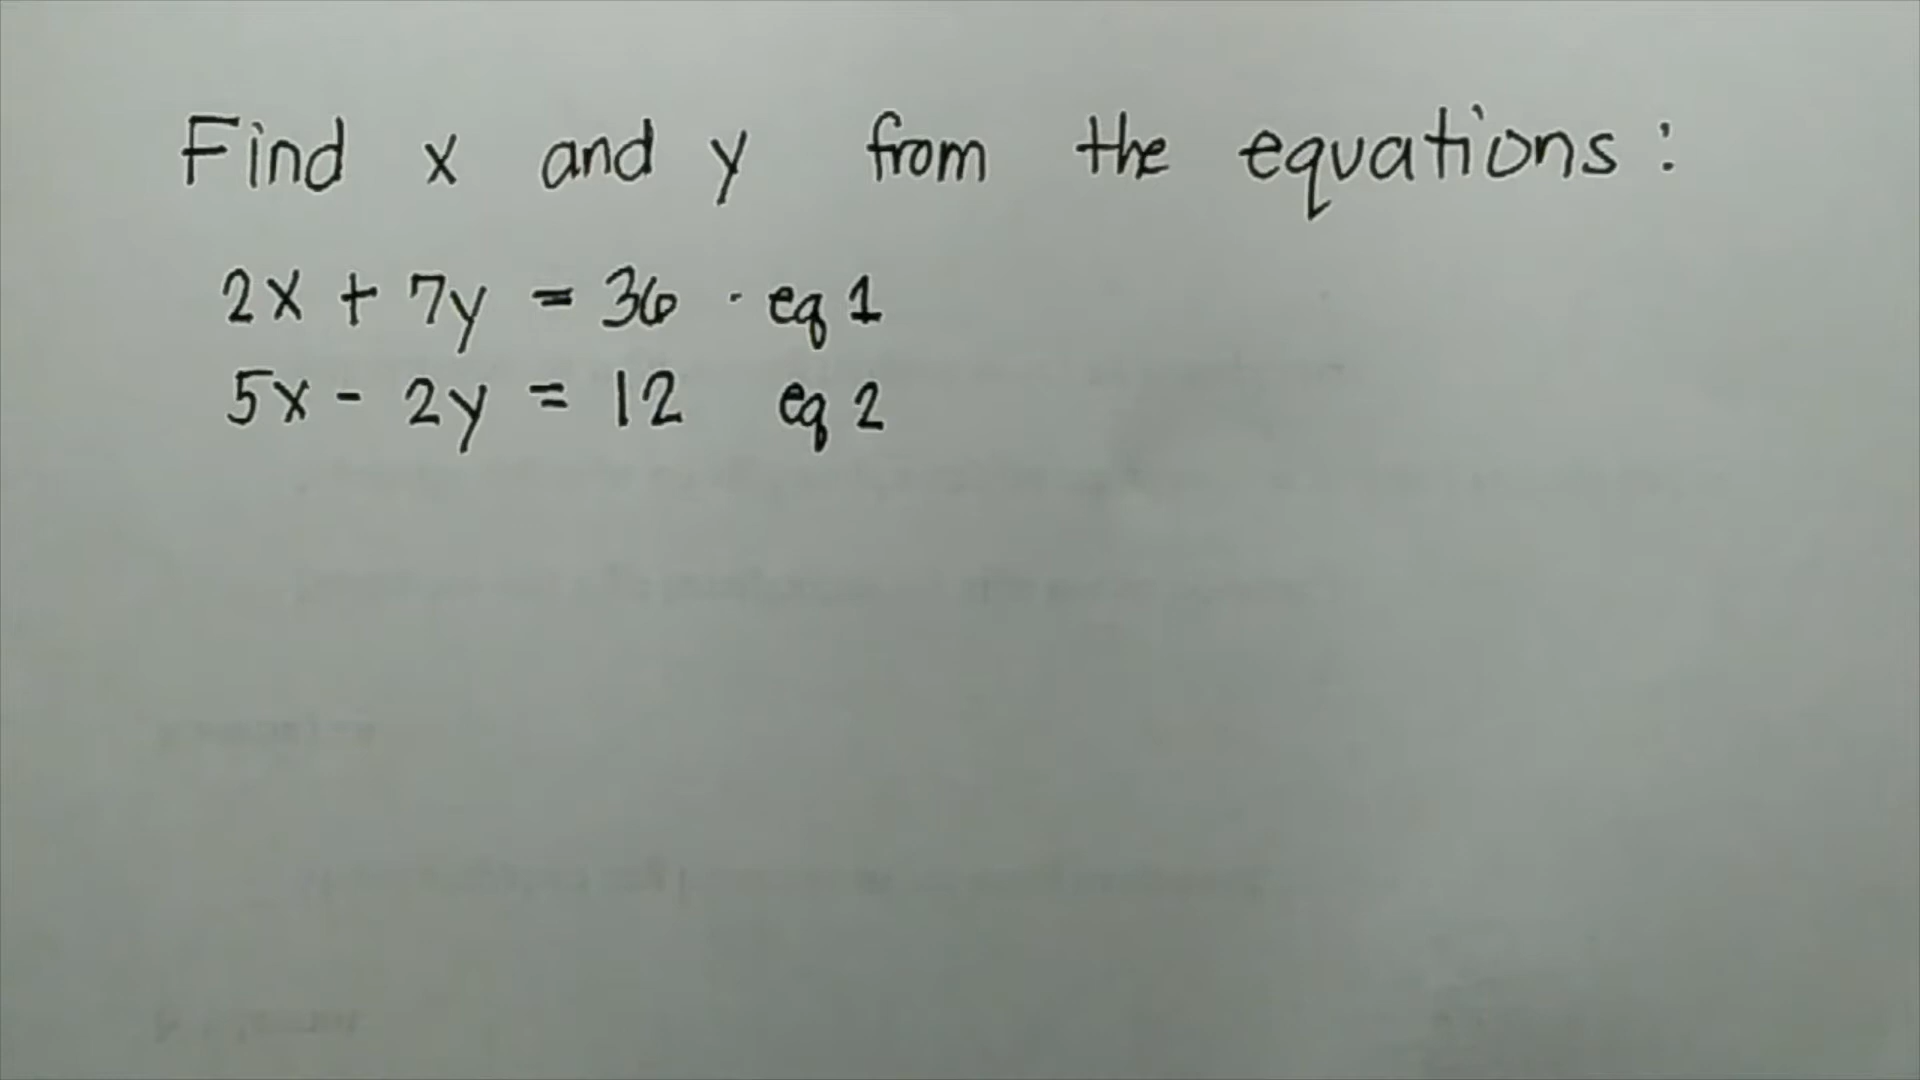 Find x and y from the equations:
2x + 7y = 36 · eq 1
5x - 2y = 12 eq 2